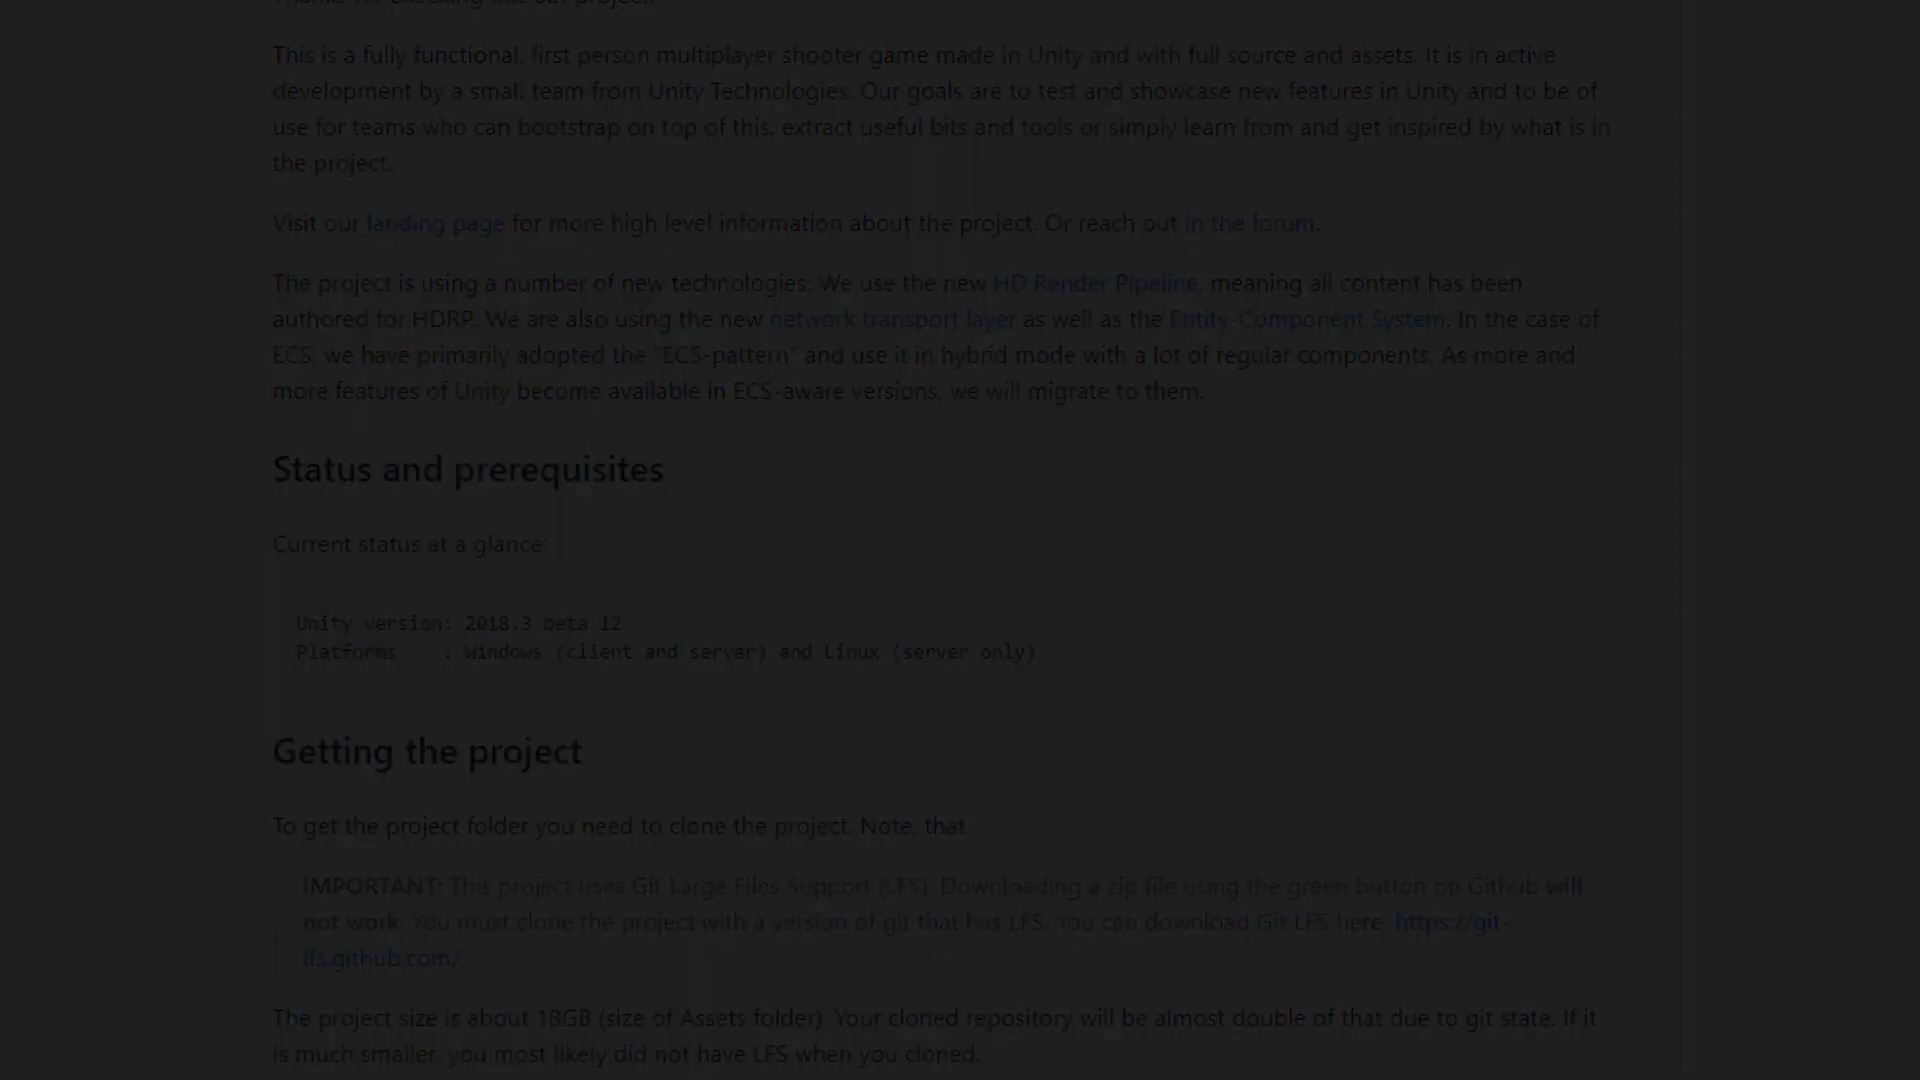 Thanks for checking out our project.
This is a fully functional, first person multiplayer shooter game made in Unity and with full source and assets. It is in active
development by a small team from Unity Technologies. Our goals are to test and showcase new features in Unity and to be of
use for teams who can bootstrap on top of this, extract useful bits and tools or simply learn from and get inspired by what is in
the project.
Visit our landing page for more high level information about the project. Or reach out in the forum.
The project is using a number of new technologies: We use the new HD Render Pipeline, meaning all content has been
authored for HDRP. We are also using the new network transport layer as well as the Entity-Component System. In the case of
ECS, we have primarily adopted the "ECS-pattern" and use it in hybrid mode with a lot of regular components. As more and
more features of Unity become available in ECS-aware versions, we will migrate to them.
Status and prerequisites
Current status at a glance:
Unity version: 2018.3 beta 12
Platforms    : Windows (client and server) and Linux (server only)
Getting the project
To get the project folder you need to clone the project. Note, that
IMPORTANT: This project uses Git Large Files Support (LFS). Downloading a zip file using the green button on Github will
not work. You must clone the project with a version of git that has LFS. You can download Git LFS here: https://git-
lfs.github.com/
The project size is about 18GB (size of Assets folder). Your cloned repository will be almost double of that due to git state. If it
is much smaller, you most likely did not have LFS when you cloned.